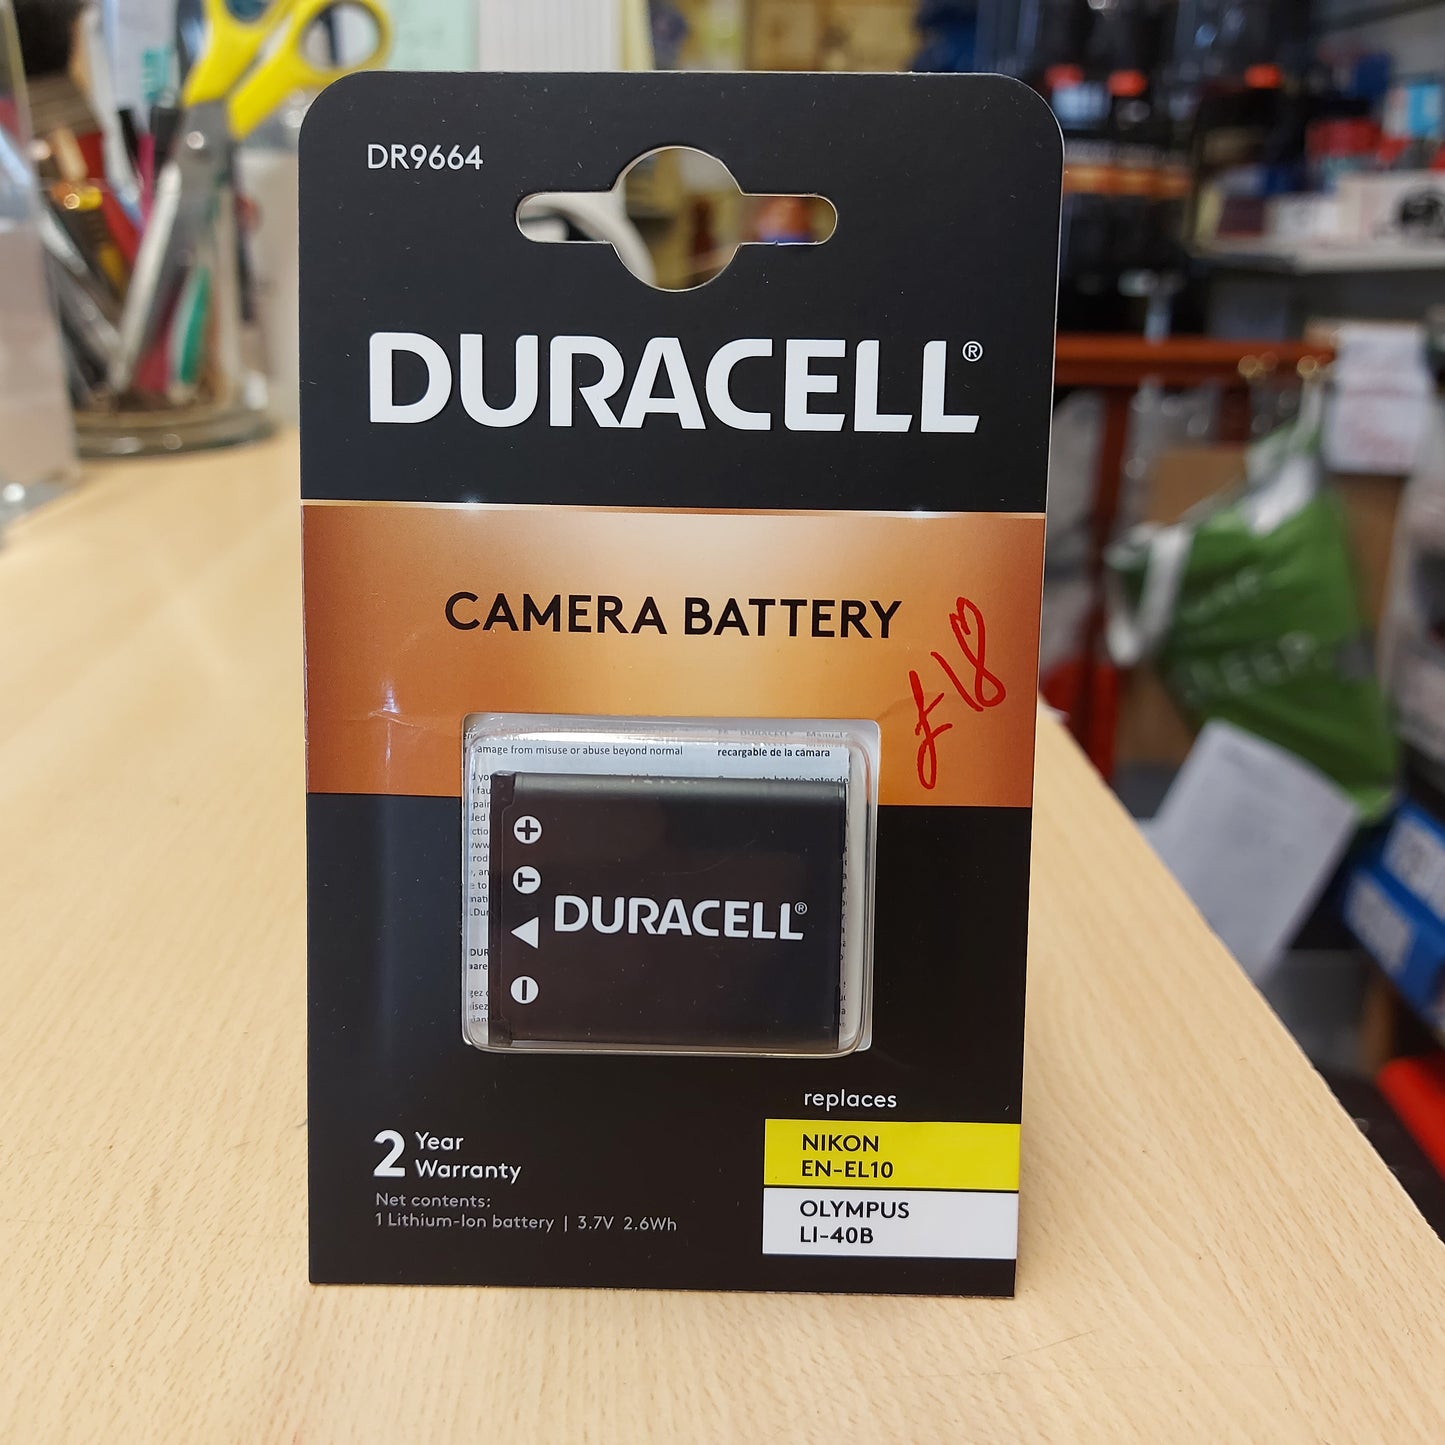 DR9664
DURACELL®
CAMERA BATTERY
£18
amage from misuse or abuse beyond normal
recargable de la cámara
+
T
DURACELL®
replaces
NIKON
EN-EL10
OLYMPUS
LI-40B
2 Year
Warranty
Net contents:
1 Lithium-Ion battery | 3.7V 2.6Wh